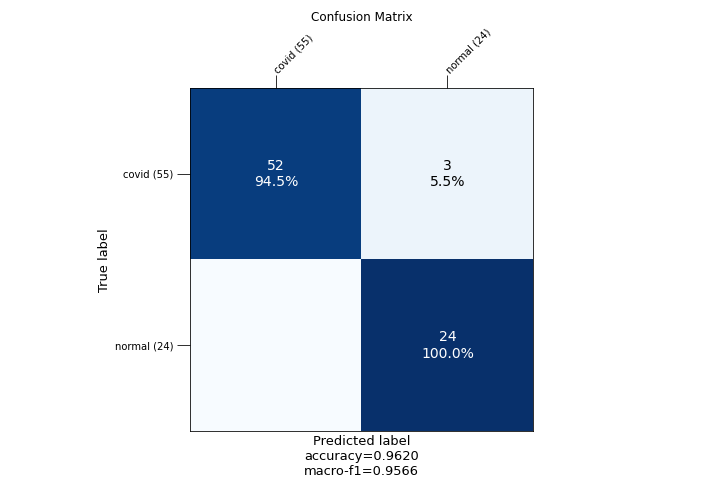 Confusion Matrix
covid (55)
normal (24)
covid (55)
52
94.5%
3
5.5%
True label
normal (24)
24
100.0%
Predicted label
accuracy=0.9620
macro-f1=0.9566